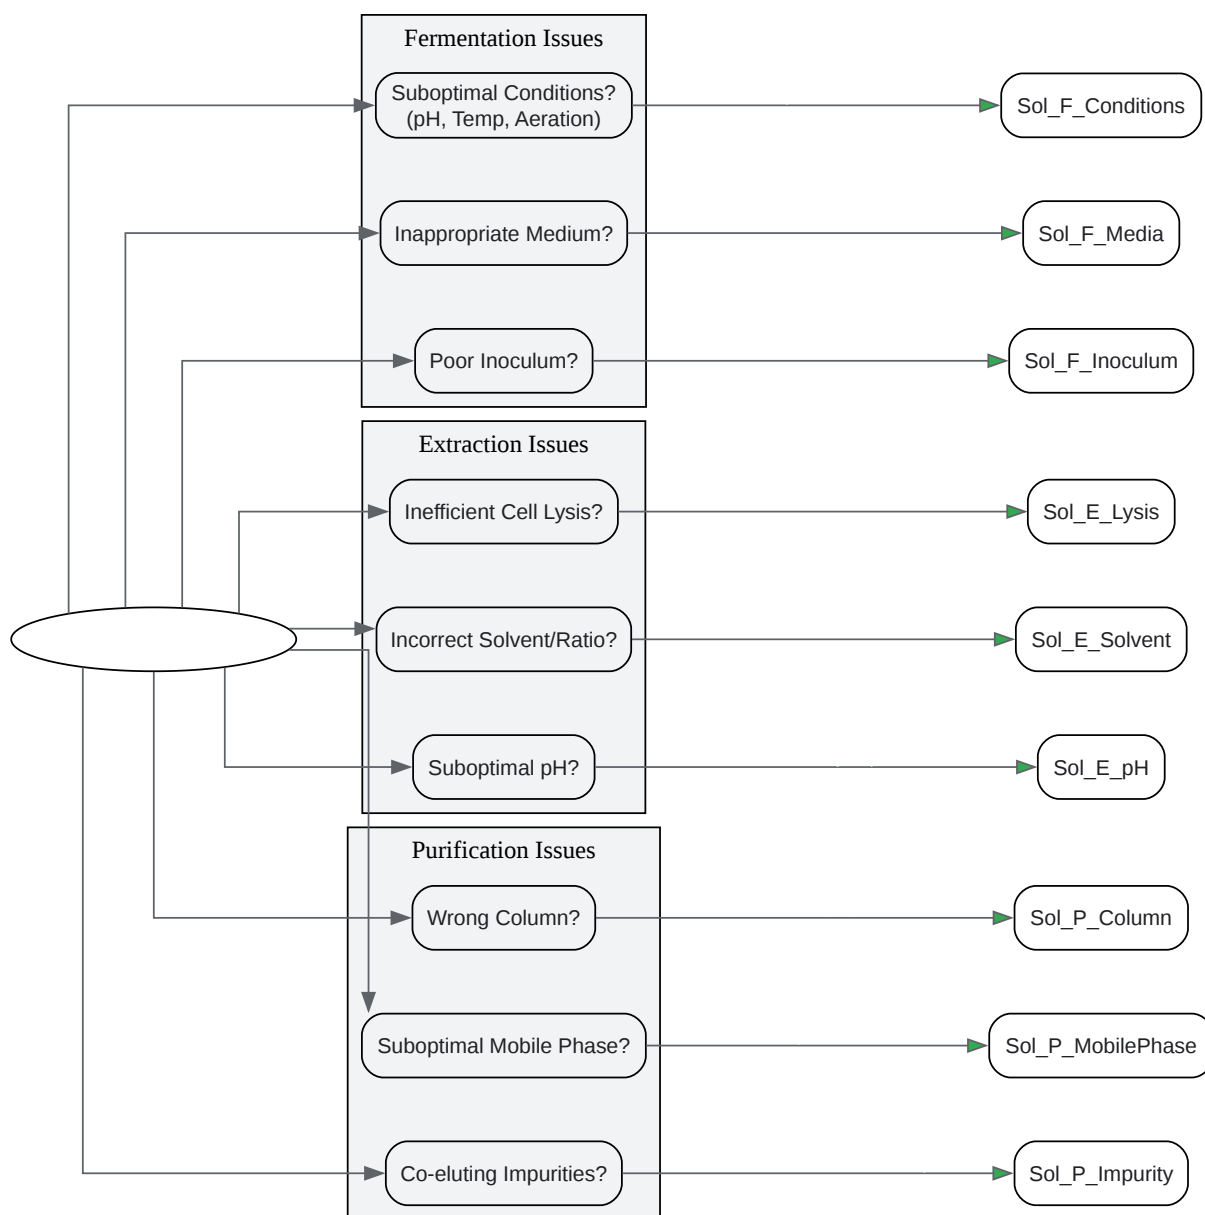 Fermentation Issues
Suboptimal Conditions?
(pH, Temp, Aeration)
Sol_F_Conditions
Inappropriate Medium?
Sol_F_Media
Poor Inoculum?
Sol_F_Inoculum
Extraction Issues
Inefficient Cell Lysis?
Sol_E_Lysis
Incorrect Solvent/Ratio?
Sol_E_Solvent
Suboptimal pH?
Sol_E_pH
Purification Issues
Wrong Column?
Sol_P_Column
Suboptimal Mobile Phase?
Sol_P_MobilePhase
Co-eluting Impurities?
Sol_P_Impurity